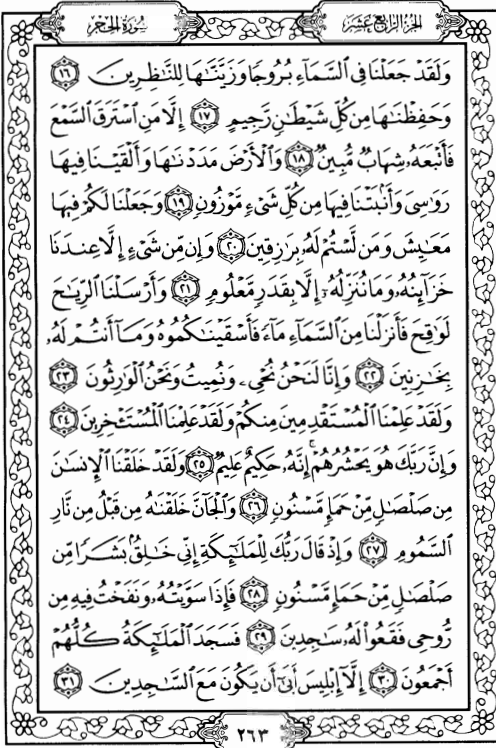 الجزء الرابع عشر
سورة الحجر
وَلَقَدْ جَعَلْنَا فِي السَّمَآءِ بُرُوجًا وَزَيَّنَّٰهَا لِلنَّٰظِرِينَ ١٦
وَحَفِظْنَٰهَا مِن كُلِّ شَيْطَٰنٍ رَّجِيمٍ ١٧ إِلَّا مَنِ ٱسْتَرَقَ ٱلسَّمْعَ
فَأَتْبَعَهُۥ شِهَابٌ مُّبِينٌ ١٨ وَٱلْأَرْضَ مَدَدْنَٰهَا وَأَلْقَيْنَا فِيهَا
رَوَٰسِىَ وَأَنۢبَتْنَا فِيهَا مِن كُلِّ شَىْءٍ مَّوْزُونٍ ١٩ وَجَعَلْنَا لَكُمْ فِيهَا
مَعَٰيِشَ وَمَن لَّسْتُمْ لَهُۥ بِرَٰزِقِينَ ٢٠ وَإِن مِّن شَىْءٍ إِلَّا عِندَنَا
خَزَآئِنُهُۥ وَمَا نُنَزِّلُهُۥٓ إِلَّا بِقَدَرٍ مَّعْلُومٍ ٢١ وَأَرْسَلْنَا ٱلرِّيَٰحَ
لَوَٰقِحَ فَأَنزَلْنَا مِنَ ٱلسَّمَآءِ مَآءً فَأَسْقَيْنَٰكُمُوهُ وَمَآ أَنتُمْ لَهُۥ
بِخَٰزِنِينَ ٢٢ وَإِنَّا لَنَحْنُ نُحْىِۦ وَنُمِيتُ وَنَحْنُ ٱلْوَٰرِثُونَ ٢٣
وَلَقَدْ عَلِمْنَا ٱلْمُسْتَقْدِمِينَ مِنكُمْ وَلَقَدْ عَلِمْنَا ٱلْمُسْتَـْٔخِرِينَ ٢٤
وَإِنَّ رَبَّكَ هُوَ يَحْشُرُهُمْ ۚ إِنَّهُۥ حَكِيمٌ عَلِيمٌ ٢٥ وَلَقَدْ خَلَقْنَا ٱلْإِنسَٰنَ
مِن صَلْصَٰلٍ مِّنْ حَمَإٍ مَّسْنُونٍ ٢٦ وَٱلْجَآنَّ خَلَقْنَٰهُ مِن قَبْلُ مِن نَّارِ
ٱلسَّمُومِ ٢٧ وَإِذْ قَالَ رَبُّكَ لِلْمَلَٰٓئِكَةِ إِنِّى خَٰلِقٌۢ بَشَرًا مِّن
صَلْصَٰلٍ مِّنْ حَمَإٍ مَّسْنُونٍ ٢٨ فَإِذَا سَوَّيْتُهُۥ وَنَفَخْتُ فِيهِ مِن
رُّوحِى فَقَعُوا۟ لَهُۥ سَٰجِدِينَ ٢٩ فَسَجَدَ ٱلْمَلَٰٓئِكَةُ كُلُّهُمْ
أَجْمَعُونَ ٣٠ إِلَّآ إِبْلِيسَ أَبَىٰٓ أَن يَكُونَ مَعَ ٱلسَّٰجِدِينَ ٣١
٢٦٣